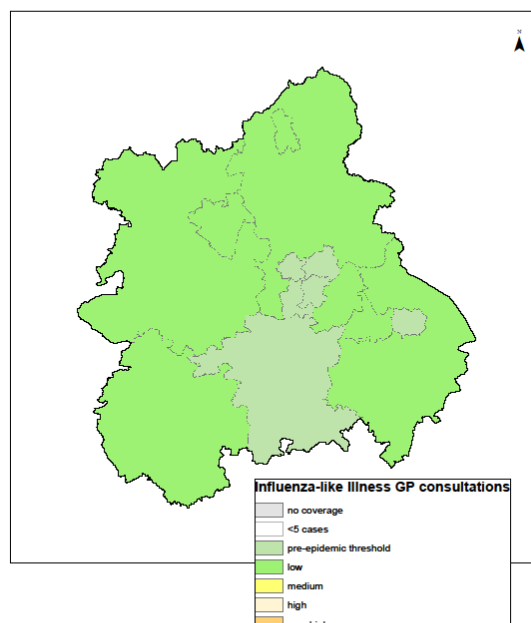 N
Influenza-like Illness GP consultations
no coverage
<5 cases
pre-epidemic threshold
low
medium
high